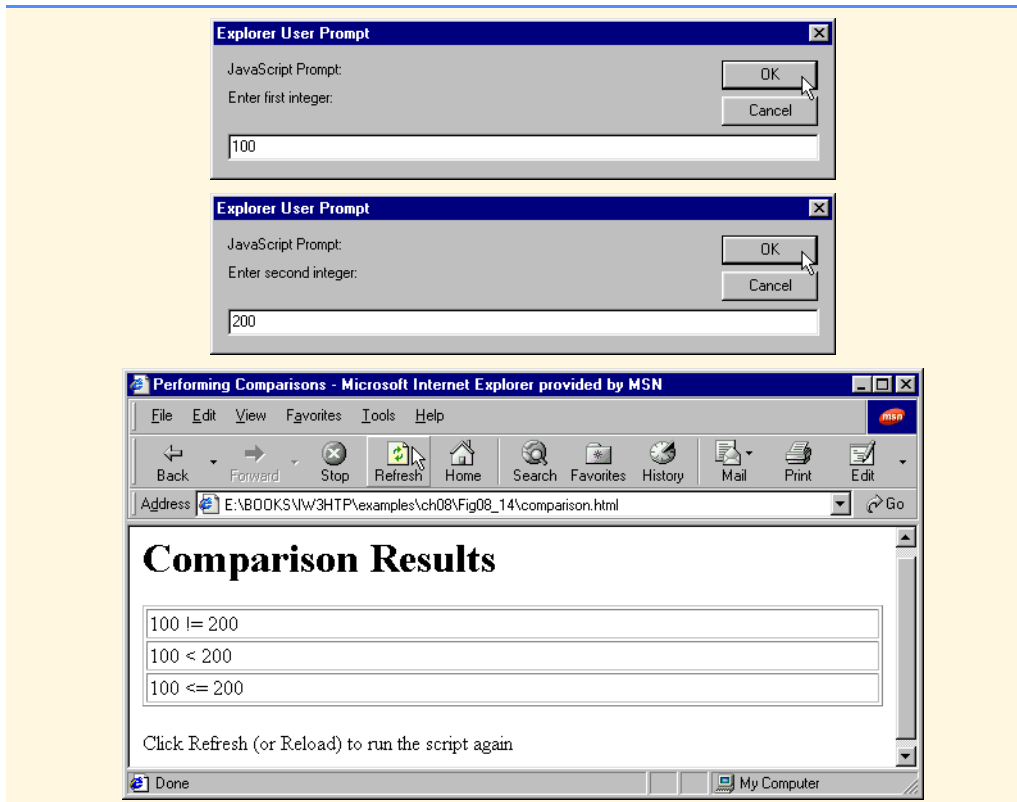 Explorer User Prompt
JavaScript Prompt:
OK
Enter first integer:
Cancel
100
Explorer User Prompt
JavaScript Prompt:
OK
Enter second integer:
Cancel
200
Performing Comparisons - Microsoft Internet Explorer provided by MSN
File Edit View Favorites Tools Help
msn
Back Forward Stop Refresh Home Search Favorites History Mail Print Edit
Address E:\BOOKS\IW3HTP\examples\ch08\Fig08_14\comparison.html Go
Comparison Results
100 != 200
100 < 200
100 <= 200
Click Refresh (or Reload) to run the script again
Done My Computer